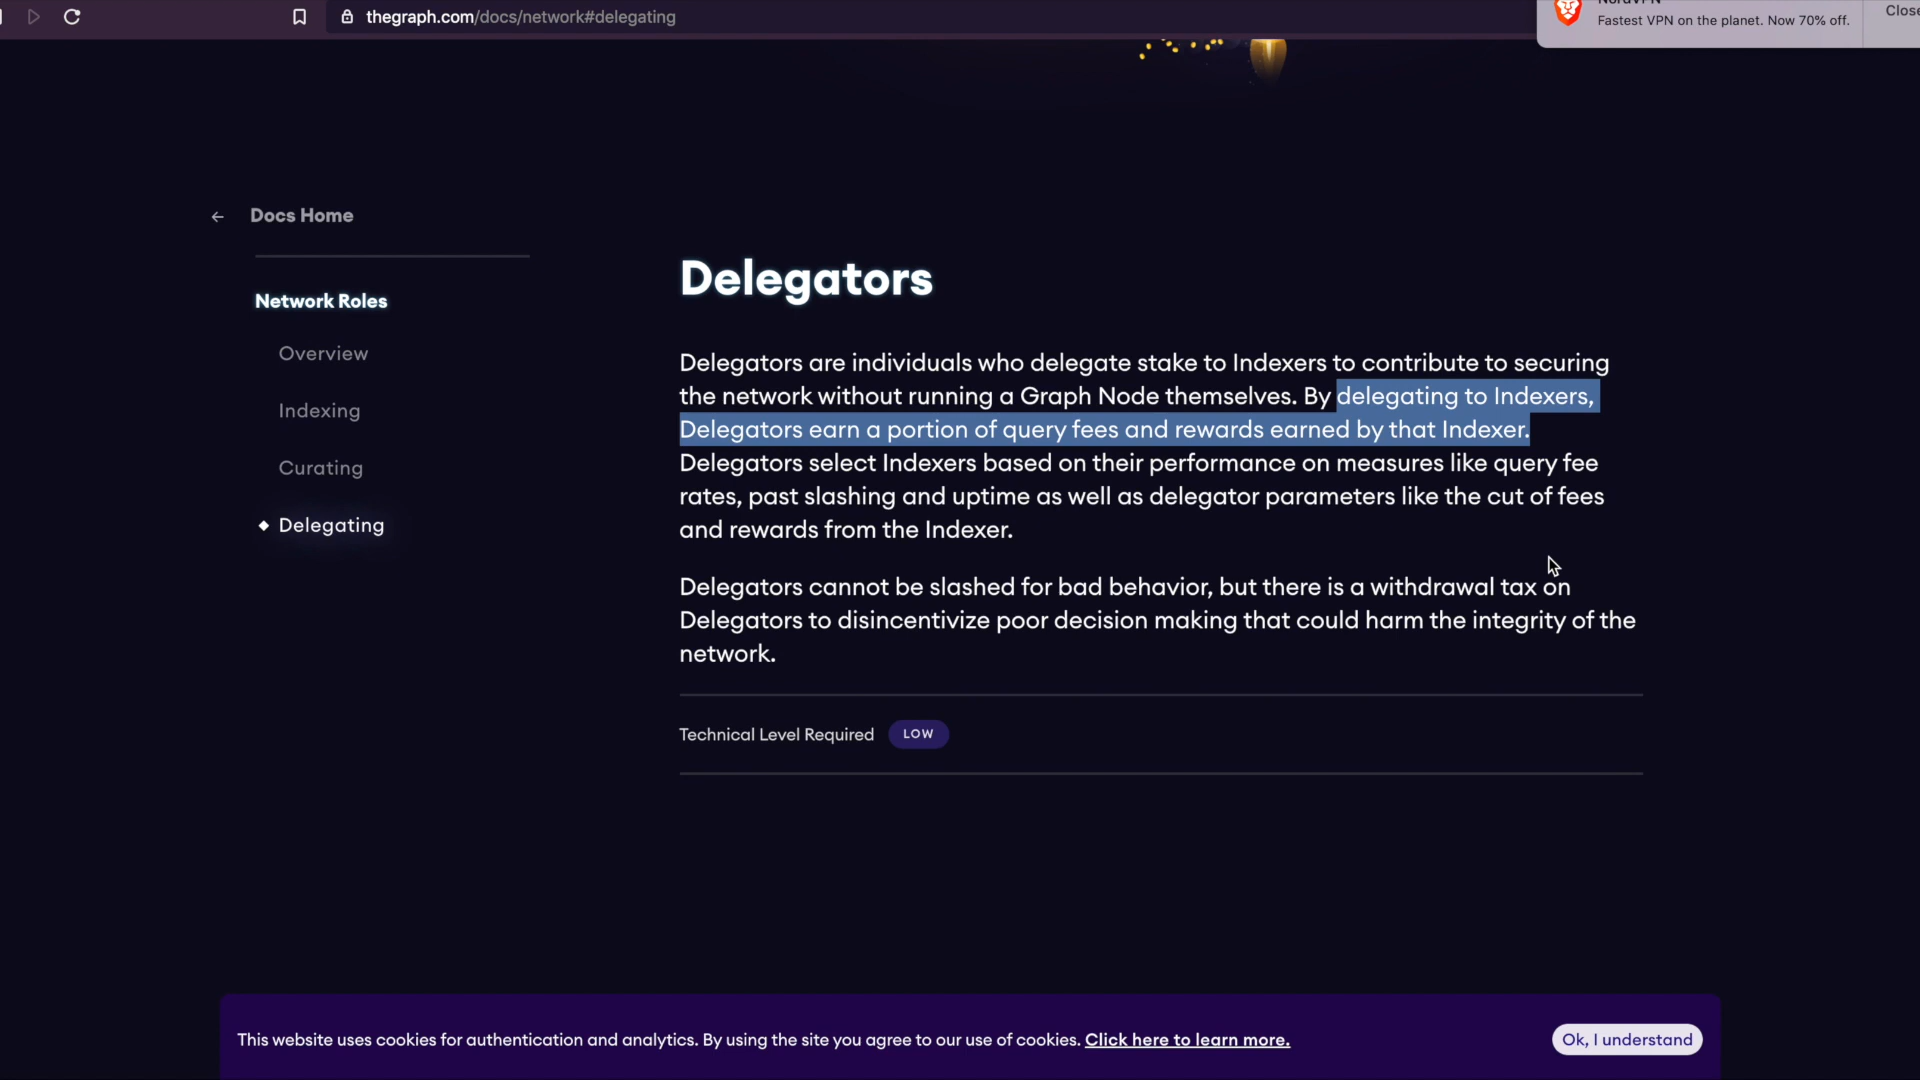 thegraph.com/docs/network#delegating
NordVPN
Fastest VPN on the planet. Now 70% off.
Close
← Docs Home
Network Roles
Overview
Indexing
Curating
Delegating
Delegators
Delegators are individuals who delegate stake to Indexers to contribute to securing
the network without running a Graph Node themselves. By delegating to Indexers,
Delegators earn a portion of query fees and rewards earned by that Indexer.
Delegators select Indexers based on their performance on measures like query fee
rates, past slashing and uptime as well as delegator parameters like the cut of fees
and rewards from the Indexer.
Delegators cannot be slashed for bad behavior, but there is a withdrawal tax on
Delegators to disincentivize poor decision making that could harm the integrity of the
network.
Technical Level Required LOW
This website uses cookies for authentication and analytics. By using the site you agree to our use of cookies. Click here to learn more.
Ok, I understand